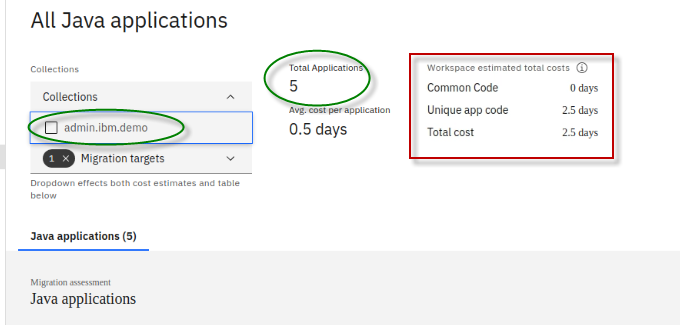 All Java applications
Collections
Collections
admin.ibm.demo
1 × Migration targets
Dropdown effects both cost estimates and table
below
Total Applications
5
Avg. cost per application
0.5 days
Workspace estimated total costs
Common Code 0 days
Unique app code 2.5 days
Total cost 2.5 days
Java applications (5)
Migration assessment
Java applications